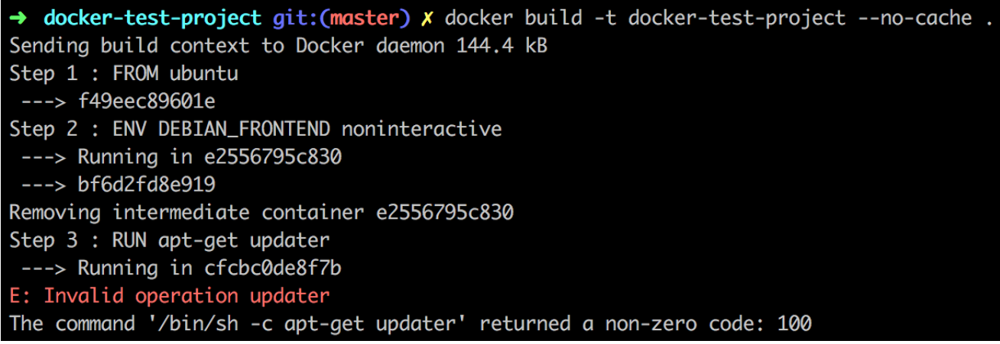 ➜ docker-test-project git:(master) ✗ docker build -t docker-test-project --no-cache .
Sending build context to Docker daemon 144.4 kB
Step 1 : FROM ubuntu
 ---> f49eec89601e
Step 2 : ENV DEBIAN_FRONTEND noninteractive
 ---> Running in e2556795c830
 ---> bf6d2fd8e919
Removing intermediate container e2556795c830
Step 3 : RUN apt-get updater
 ---> Running in cfcbc0de8f7b
E: Invalid operation updater
The command '/bin/sh -c apt-get updater' returned a non-zero code: 100